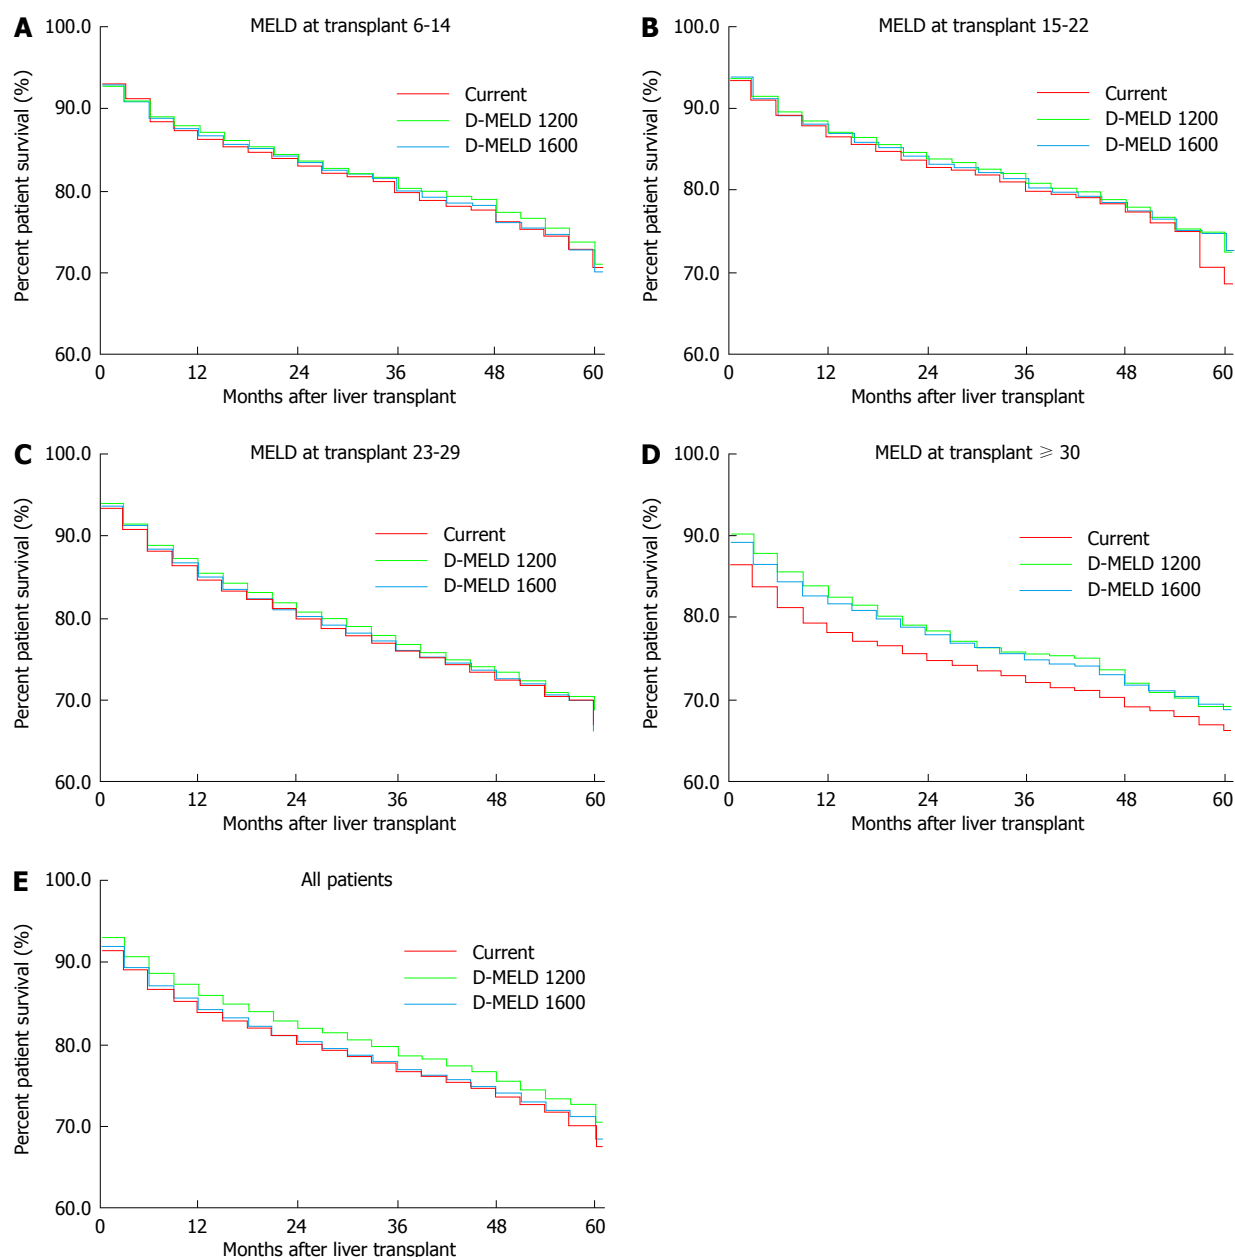 A
MELD at transplant 6-14
Percent patient survival (%)
100.0
90.0
80.0
70.0
60.0
Current
D-MELD 1200
D-MELD 1600
0 12 24 36 48 60
Months after liver transplant
B
MELD at transplant 15-22
Percent patient survival (%)
100.0
90.0
80.0
70.0
60.0
Current
D-MELD 1200
D-MELD 1600
0 12 24 36 48 60
Months after liver transplant
C
MELD at transplant 23-29
Percent patient survival (%)
100.0
90.0
80.0
70.0
60.0
Current
D-MELD 1200
D-MELD 1600
0 12 24 36 48 60
Months after liver transplant
D
MELD at transplant ⩾ 30
Percent patient survival (%)
100.0
90.0
80.0
70.0
60.0
Current
D-MELD 1200
D-MELD 1600
0 12 24 36 48 60
Months after liver transplant
E
All patients
Percent patient survival (%)
100.0
90.0
80.0
70.0
60.0
Current
D-MELD 1200
D-MELD 1600
0 12 24 36 48 60
Months after liver transplant